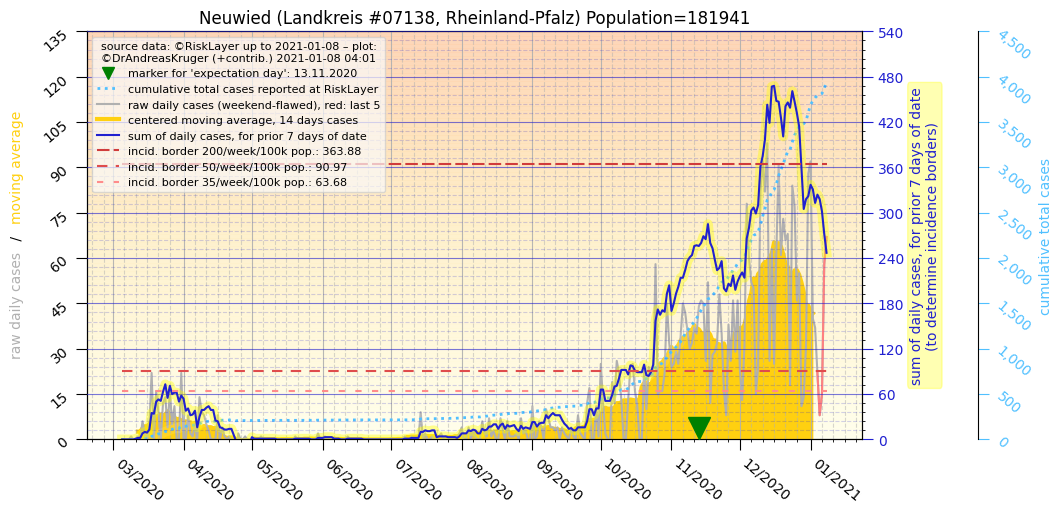 Neuwied (Landkreis #07138, Rheinland-Pfalz) Population=181941
source data: ©RiskLayer up to 2021-01-08 – plot:
©DrAndreasKruger (+contrib.) 2021-01-08 04:01
marker for 'expectation day': 13.11.2020
cumulative total cases reported at RiskLayer
raw daily cases (weekend-flawed), red: last 5
centered moving average, 14 days cases
sum of daily cases, for prior 7 days of date
incid. border 200/week/100k pop.: 363.88
incid. border 50/week/100k pop.: 90.97
incid. border 35/week/100k pop.: 63.68
raw daily cases / moving average
135
120
105
90
75
60
45
30
15
0
03/2020
04/2020
05/2020
06/2020
07/2020
08/2020
09/2020
10/2020
11/2020
12/2020
01/2021
540
480
420
360
300
240
180
120
60
0
sum of daily cases, for prior 7 days of date
(to determine incidence borders)
4,500
4,000
3,500
3,000
2,500
2,000
1,500
1,000
500
0
cumulative total cases